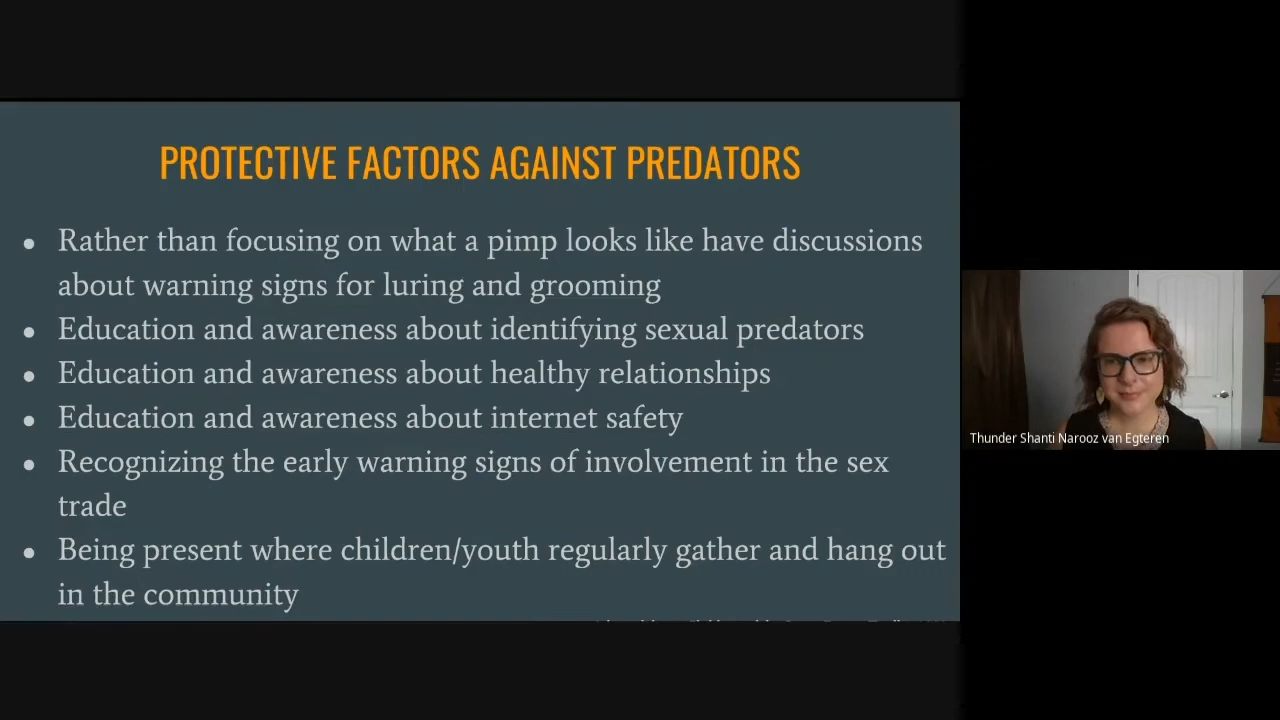 PROTECTIVE FACTORS AGAINST PREDATORS
● Rather than focusing on what a pimp looks like have discussions
about warning signs for luring and grooming
● Education and awareness about identifying sexual predators
● Education and awareness about healthy relationships
● Education and awareness about internet safety
● Recognizing the early warning signs of involvement in the sex
trade
● Being present where children/youth regularly gather and hang out
in the community
Thunder Shanti Narooz van Egteren